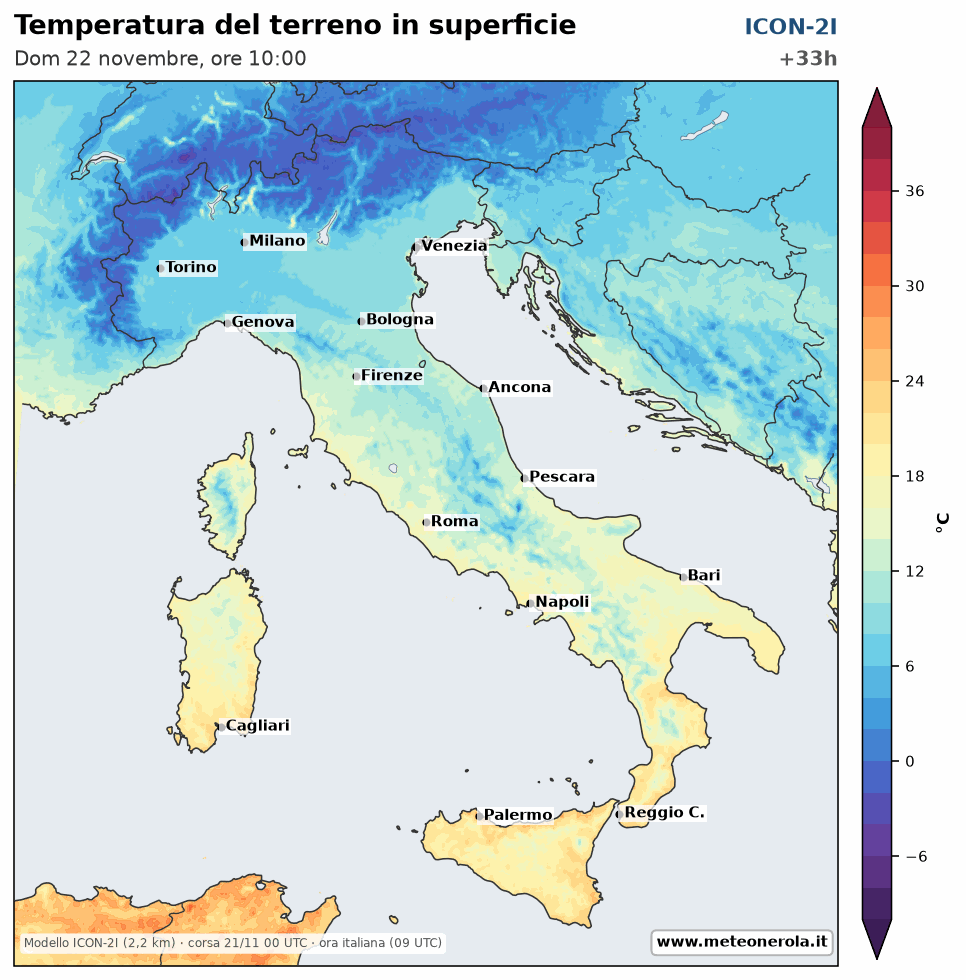 Temperatura del terreno in superficie
ICON-2I
Dom 22 novembre, ore 10:00
+33h
36
30
24
18
12
6
0
−6
°C
Milano
Venezia
Torino
Genova
Bologna
Firenze
Ancona
Pescara
Roma
Bari
Napoli
Cagliari
Palermo
Reggio C.
Modello ICON-2I (2,2 km) · corsa 21/11 00 UTC · ora italiana (09 UTC)
www.meteonerola.it